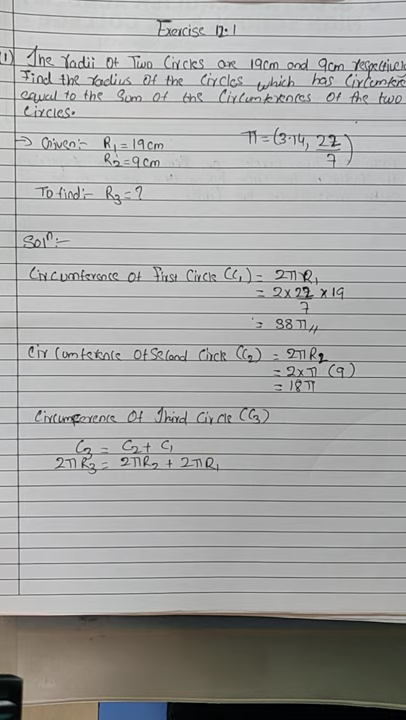 Exercise 12.1
(1) The radii of Two Circles are 19cm and 9cm respectively
Find the radius of the circles which has Circumfere
equal to the Sum of the Circumferences of the two
Circles.
→ Given:- R₁ = 19cm
R₂ = 9cm
π = (3.14, 22/7)
To find:- R₃ = ?
Solⁿ:-
Circumference of First Circle (C₁) = 2πR₁
= 2 × 22/7 × 19
= 38π,,
Circumference of Second Circle (C₂) = 2πR₂
= 2×π (9)
= 18π
Circumference Of Third Circle (C₃)
C₃ = C₂ + C₁
2πR₃ = 2πR₂ + 2πR₁